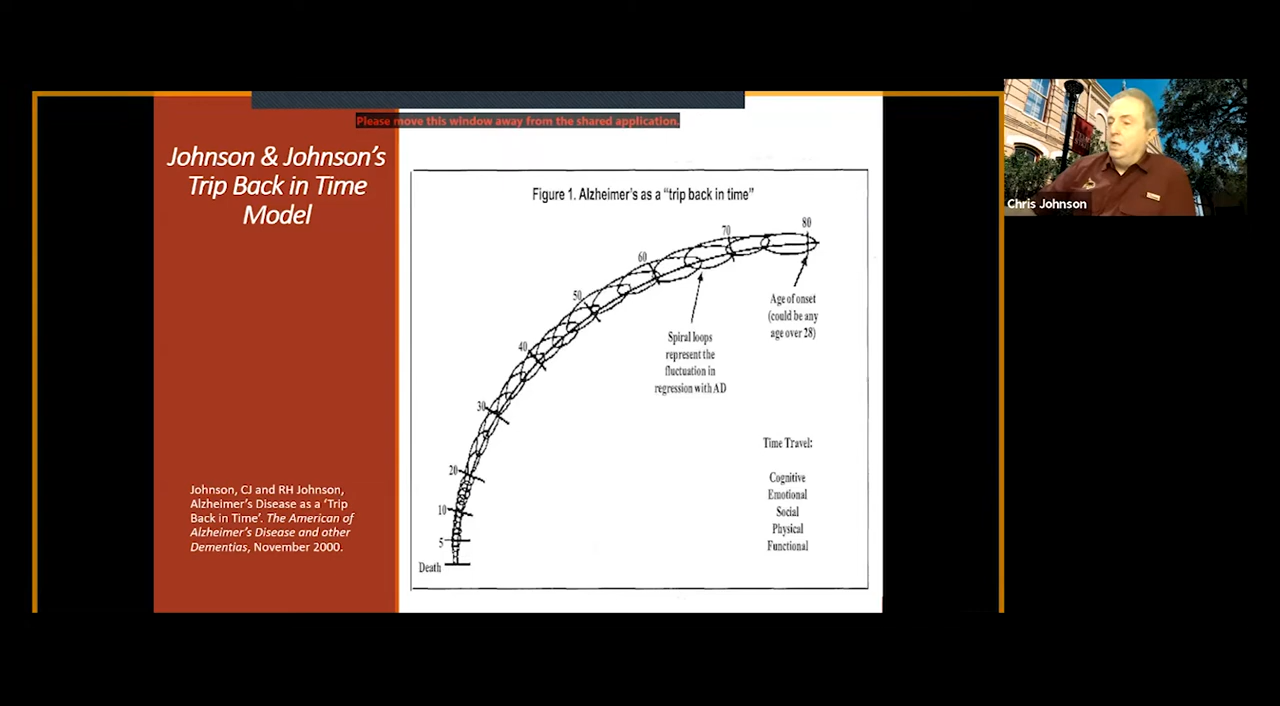 Please move this window away from the shared application.
Johnson & Johnson's
Trip Back in Time
Model
Johnson, CJ and RH Johnson,
Alzheimer's Disease as a 'Trip
Back in Time'. The American of
Alzheimer's Disease and other
Dementias, November 2000.
Figure 1. Alzheimer's as a "trip back in time"
80
70
60
50
40
30
20
10
5
Death
Age of onset
(could be any
age over 28)
Spiral loops
represent the
fluctuation in
regression with AD
Time Travel:
Cognitive
Emotional
Social
Physical
Functional
Chris Johnson